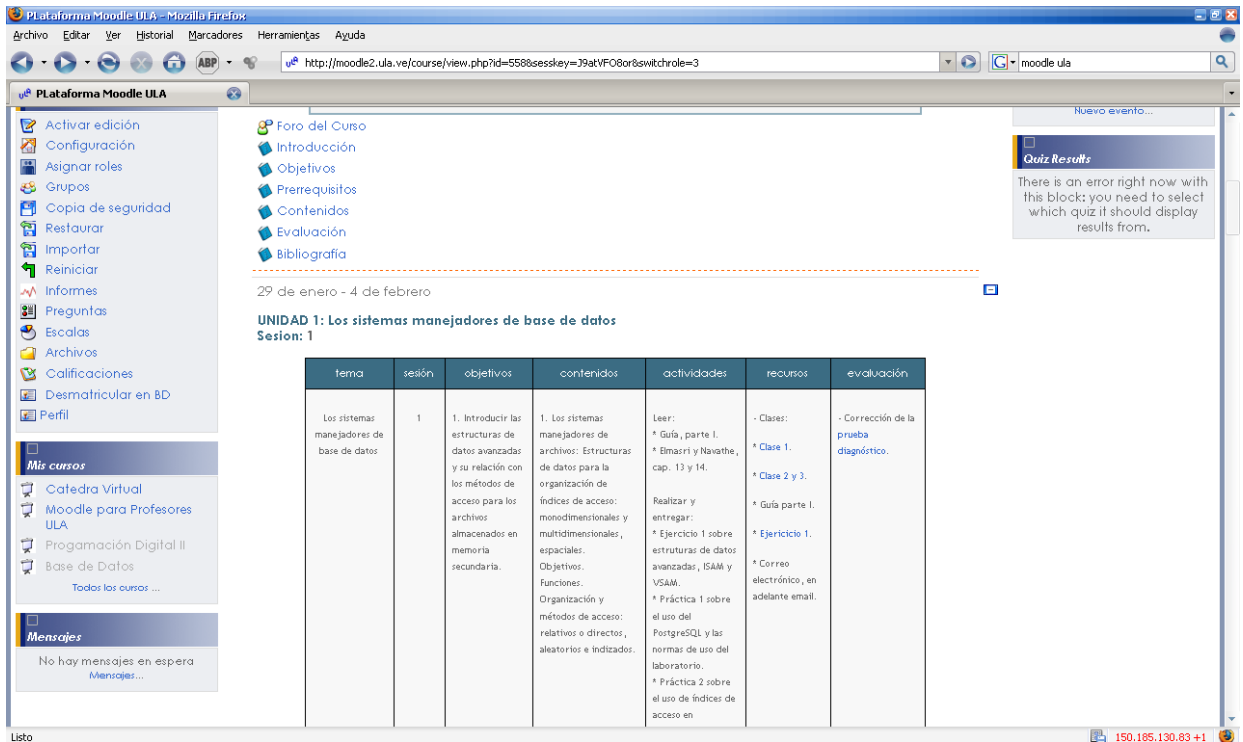 PLataforma Moodle ULA - Mozilla Firefox
Archivo Editar Ver Historial Marcadores Herramientas Ayuda
ABP
http://moodle2.ula.ve/course/view.php?id=558&sesskey=J9atVFO8or&switchrole=3
moodle ula
PLataforma Moodle ULA
Activar edición
Configuración
Asignar roles
Grupos
Copia de seguridad
Restaurar
Importar
Reiniciar
Informes
Preguntas
Escalas
Archivos
Calificaciones
Desmatricular en BD
Perfil
Mis cursos
Catedra Virtual
Moodle para Profesores
ULA
Progamación Digital II
Base de Datos
Todos los cursos ...
Mensajes
No hay mensajes en espera
Mensajes...
Foro del Curso
Introducción
Objetivos
Prerrequisitos
Contenidos
Evaluación
Bibliografía
29 de enero - 4 de febrero
UNIDAD 1: Los sistemas manejadores de base de datos
Sesion: 1
tema
sesión
objetivos
contenidos
actividades
recursos
evaluación
Los sistemas
manejadores de
base de datos
1
1. Introducir las
estructuras de
datos avanzadas
y su relación con
los métodos de
acceso para los
archivos
almacenados en
memoria
secundaria.
1. Los sistemas
manejadores de
archivos: Estructuras
de datos para la
organización de
índices de acceso:
monodimensionales y
multidimensionales,
espaciales.
Objetivos.
Funciones.
Organización y
métodos de acceso:
relativos o directos,
aleatorios e indizados.
Leer:
* Guía, parte I.
* Elmasri y Navathe,
cap. 13 y 14.
Realizar y
entregar:
* Ejercicio 1 sobre
estruturas de datos
avanzadas, ISAM y
VSAM.
* Práctica 1 sobre
el uso del
PostgreSQL y las
normas de uso del
laboratorio.
* Práctica 2 sobre
el uso de índices de
acceso en
- Clases:
* Clase 1.
* Clase 2 y 3.
* Guía parte I.
* Ejericicio 1.
* Correo
electrónico, en
adelante email.
- Corrección de la
prueba
diagnóstico.
Nuevo evento...
Quiz Results
There is an error right now with
this block: you need to select
which quiz it should display
results from.
Listo
150.185.130.83 +1